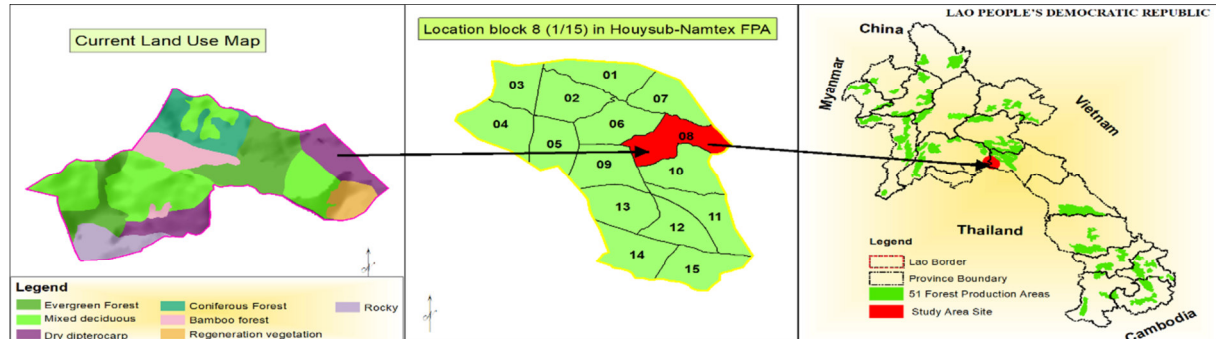 Current Land Use Map
Legend
Evergreen Forest
Mixed deciduous
Dry dipterocarp
Coniferous Forest
Bamboo forest
Regeneration vegetation
Rocky
Location block 8 (1/15) in Houysub-Namtex FPA
01
03
02
07
04
06
08
05
09
10
13
11
12
14
15
LAO PEOPLE'S DEMOCRATIC REPUBLIC
China
Myanmar
Vietnam
Thailand
Cambodia
Legend
Lao Border
Province Boundary
51 Forest Production Areas
Study Area Site